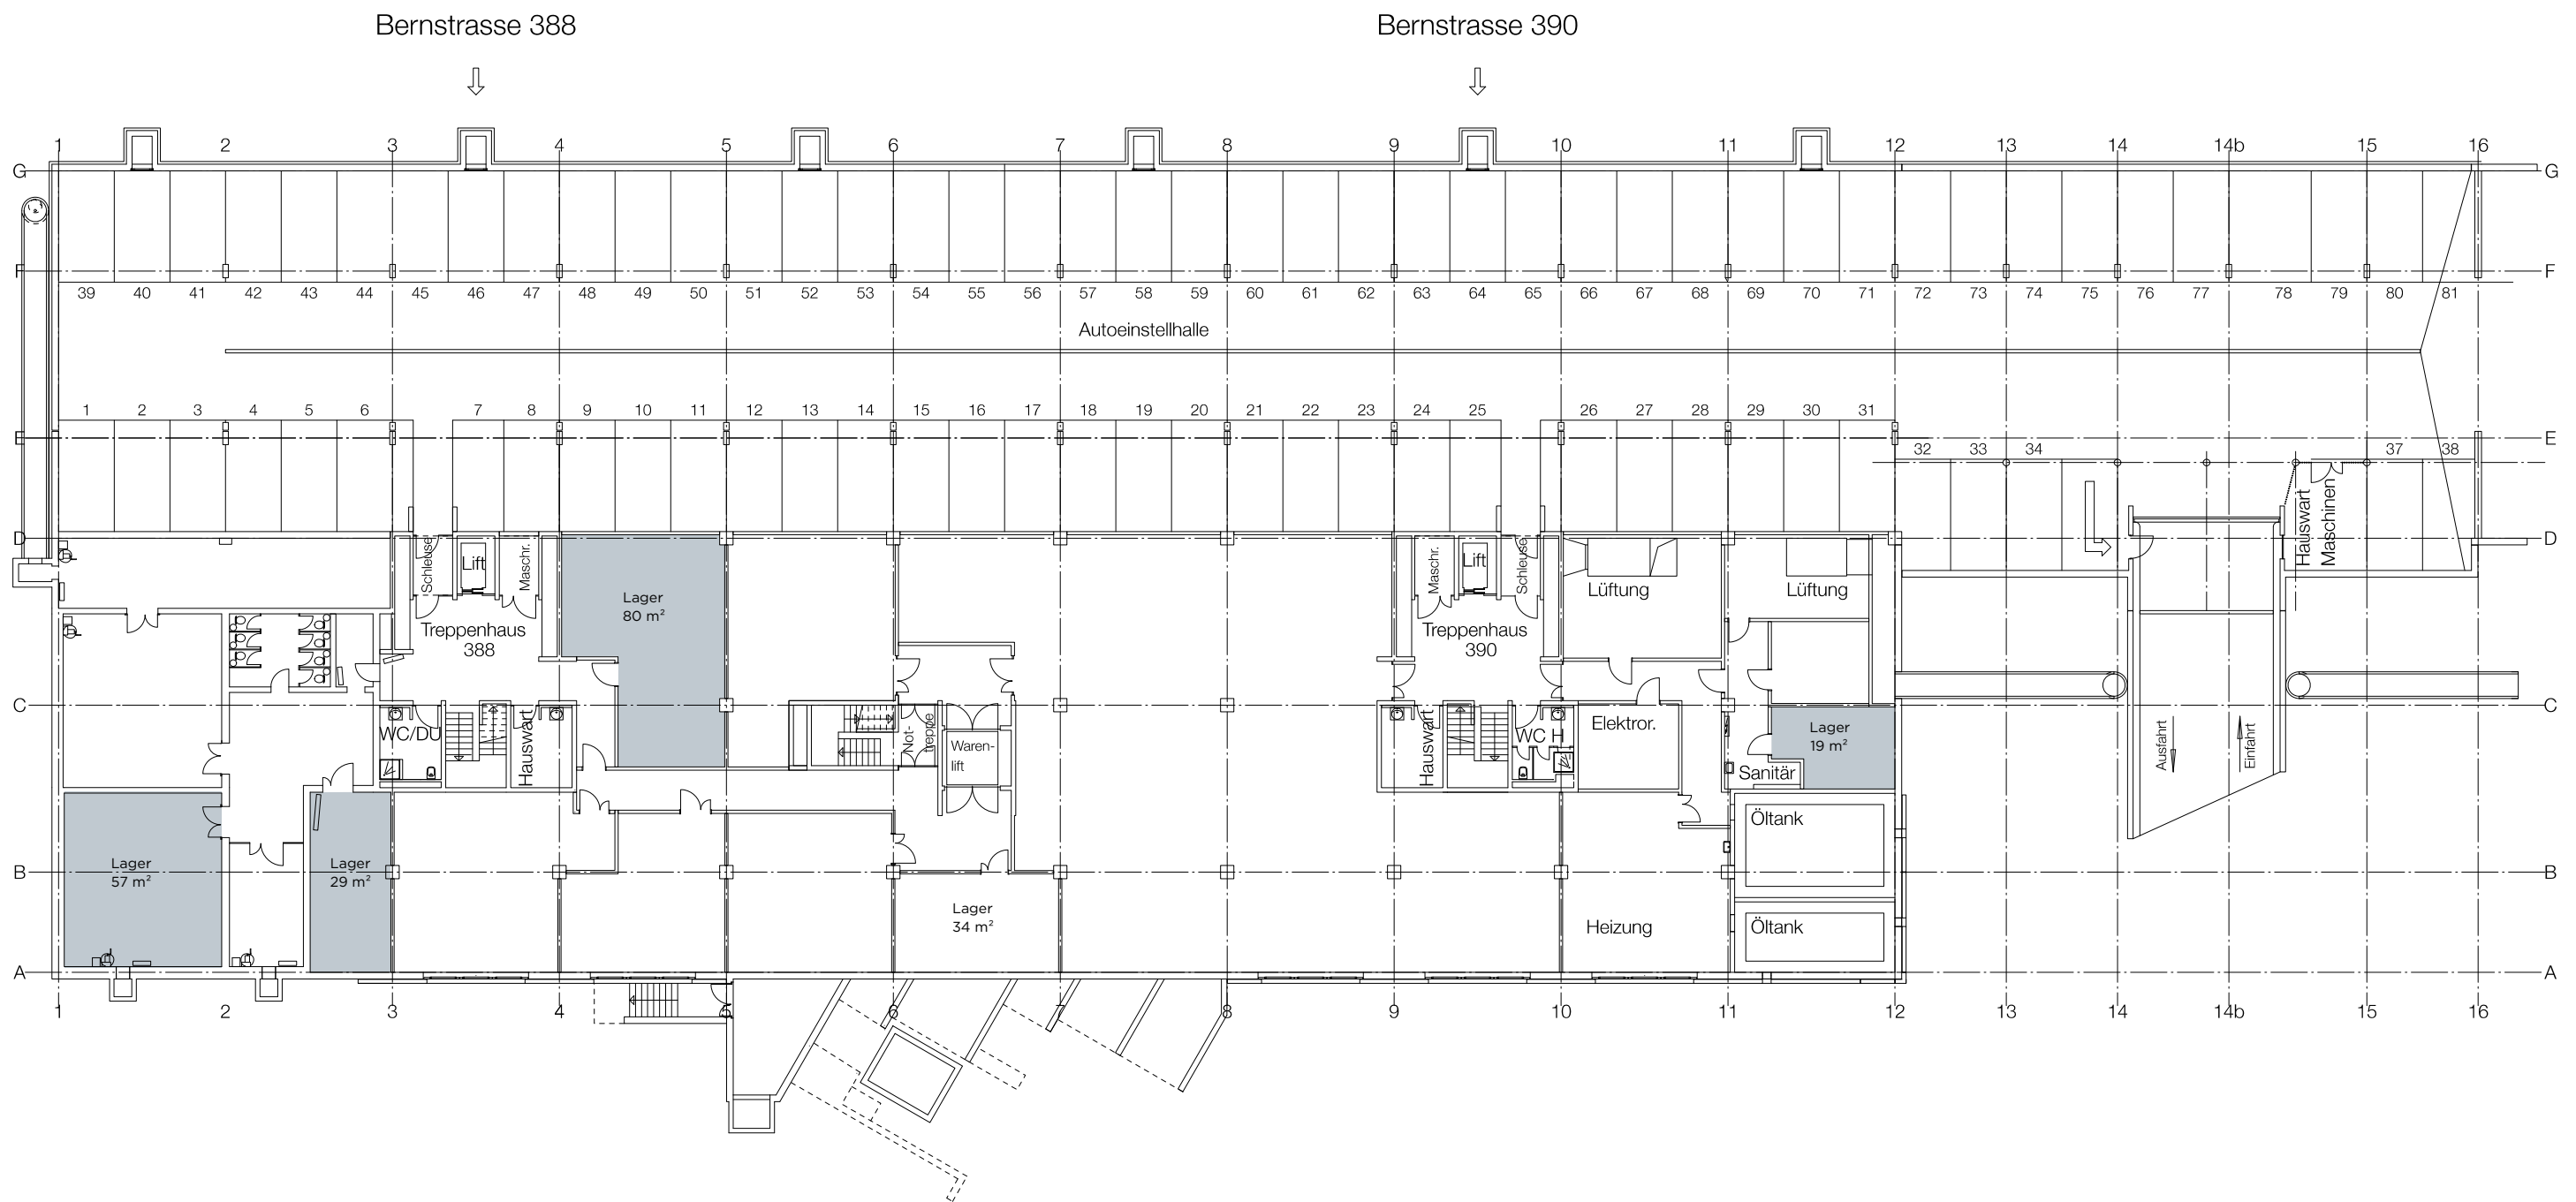 Bernstrasse 388 Bernstrasse 390
1 2 3 4 5 6 7 8 9 10 11 12 13 14 14b 15 16
G G
F F
39 40 41 42 43 44 45 46 47 48 49 50 51 52 53 54 55 56 57 58 59 60 61 62 63 64 65 66 67 68 69 70 71 72 73 74 75 76 77 78 79 80 81
Autoeinstellhalle
1 2 3 4 5 6 7 8 9 10 11 12 13 14 15 16 17 18 19 20 21 22 23 24 25 26 27 28 29 30 31
E E
32 33 34 37 38
Hauswart
Maschinen
D D
Schleuse
Lift
Maschr.
Maschr.
Lift
Schleuse
Lüftung Lüftung
Lager
80 m²
Treppenhaus
388
Treppenhaus
390
C C
WC/DU
Hauswart
Not-
treppe
Waren-
lift
Hauswart
WC H
Elektror.
Lager
19 m²
Sanitär
Ausfahrt
Einfahrt
Öltank
Lager
57 m²
Lager
29 m²
B B
Lager
34 m²
Heizung
Öltank
A A
1 2 3 4 5 6 7 8 9 10 11 12 13 14 14b 15 16